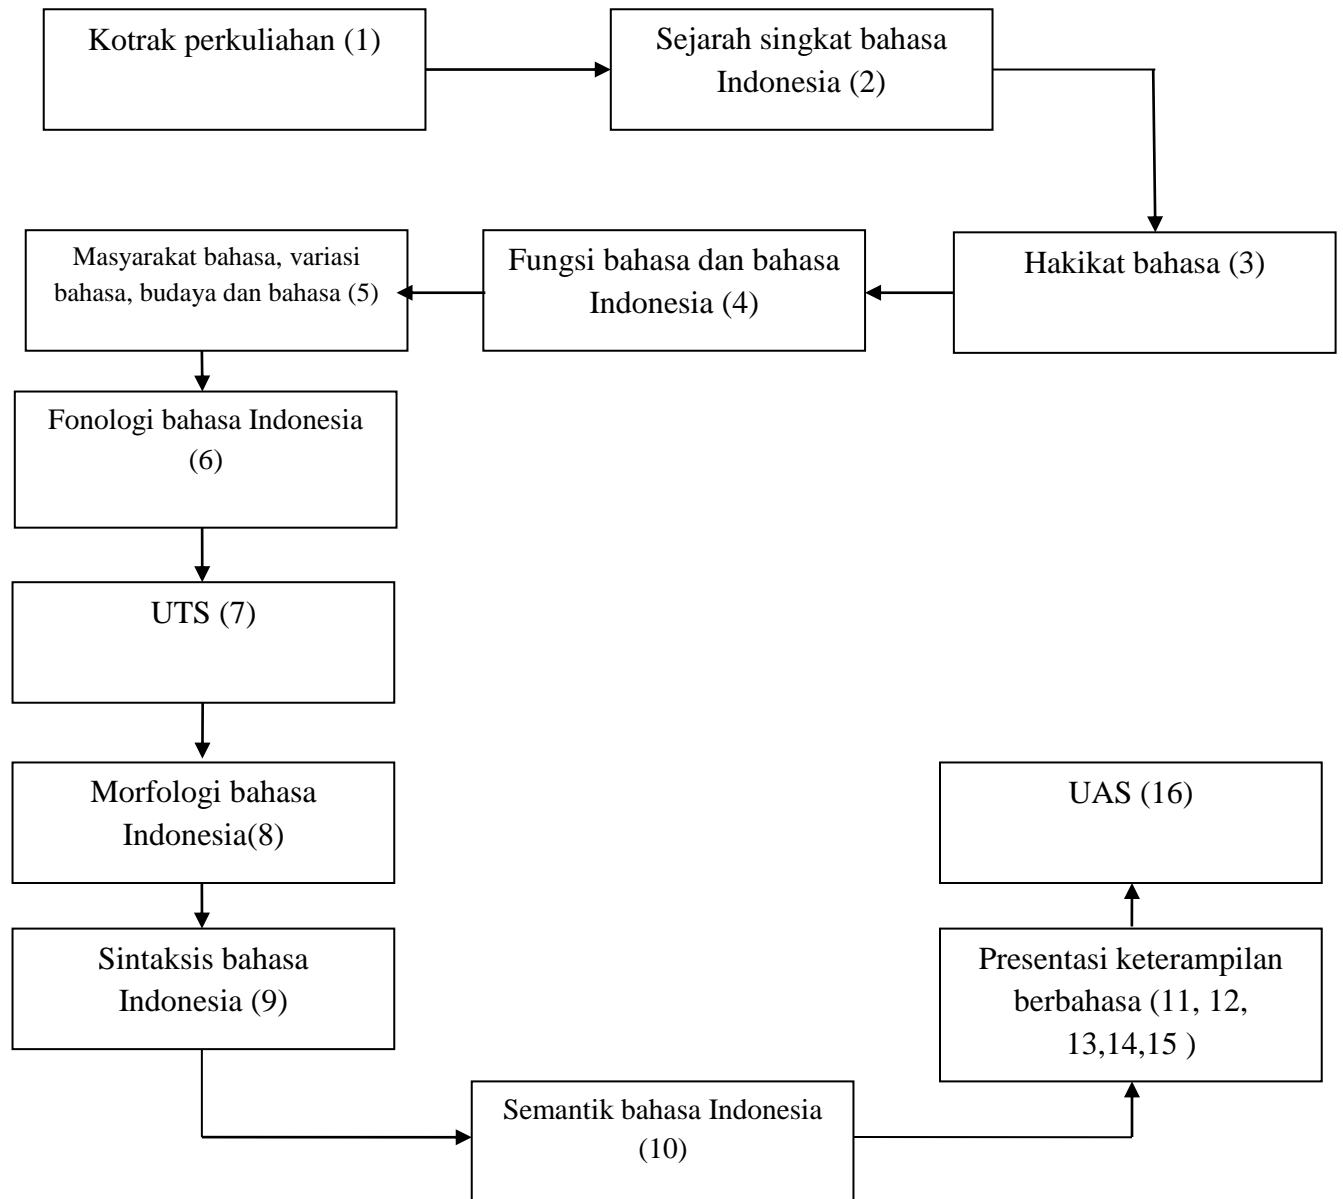 Kotrak perkuliahan (1)
Sejarah singkat bahasa
Indonesia (2)
Hakikat bahasa (3)
Fungsi bahasa dan bahasa
Indonesia (4)
Masyarakat bahasa, variasi
bahasa, budaya dan bahasa (5)
Fonologi bahasa Indonesia
(6)
UTS (7)
Morfologi bahasa
Indonesia(8)
Sintaksis bahasa
Indonesia (9)
Semantik bahasa Indonesia
(10)
Presentasi keterampilan
berbahasa (11, 12,
13,14,15 )
UAS (16)